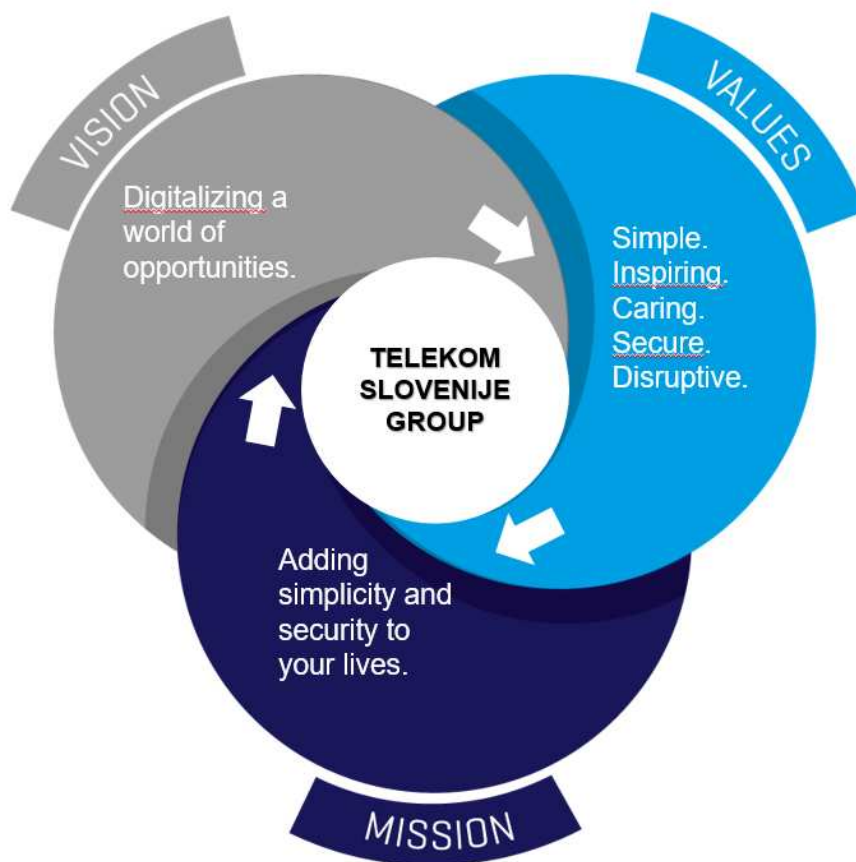 VISION
Digitalizing a
world of
opportunities.
VALUES
Simple.
Inspiring.
Caring.
Secure.
Disruptive.
TELEKOM
SLOVENIJE
GROUP
Adding
simplicity and
security to
your lives.
MISSION